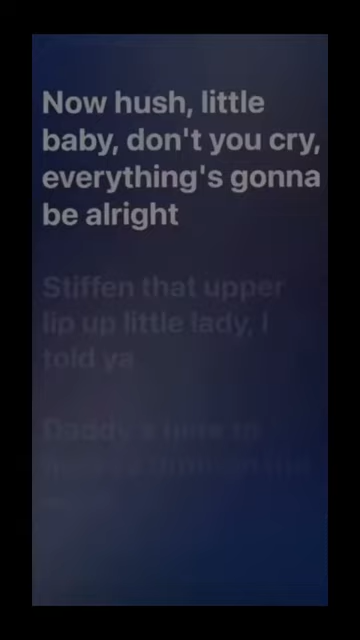 Now hush, little
baby, don't you cry,
everything's gonna
be alright
Stiffen that upper
lip up little lady, I
told ya